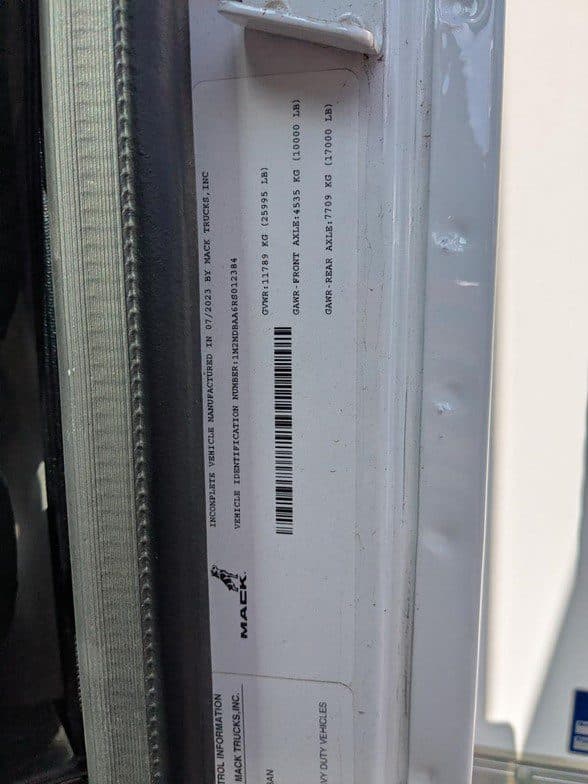 INCOMPLETE VEHICLE MANUFACTURED IN 07/2023 BY MACK TRUCKS, INC
VEHICLE IDENTIFICATION NUMBER:1M2MDBAA6RS012384
GVWR:11789 KG (25995 LB)
GAWR-FRONT AXLE:4535 KG (10000 LB)
GAWR-REAR AXLE:7709 KG (17000 LB)
MACK
TROL INFORMATION
MACK TRUCKS,INC.
VY DUTY VEHICLES